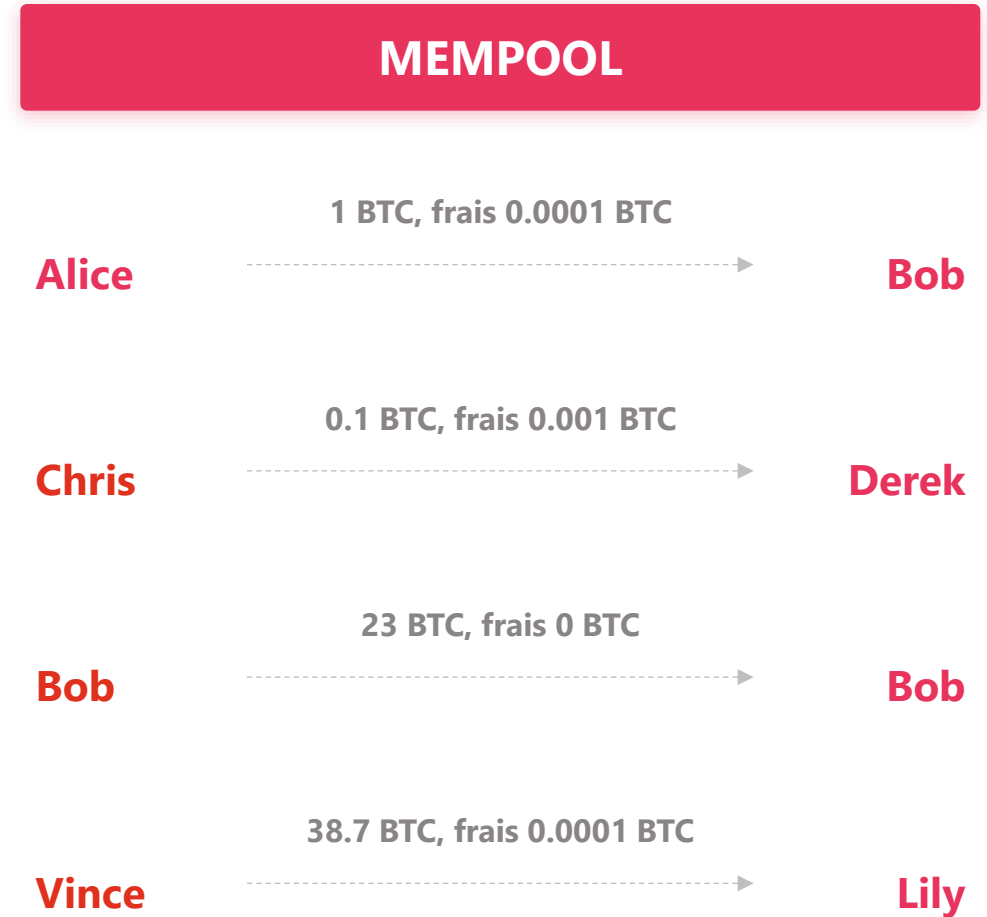 MEMPOOL
1 BTC, frais 0.0001 BTC
Alice Bob
0.1 BTC, frais 0.001 BTC
Chris Derek
23 BTC, frais 0 BTC
Bob Bob
38.7 BTC, frais 0.0001 BTC
Vince Lily